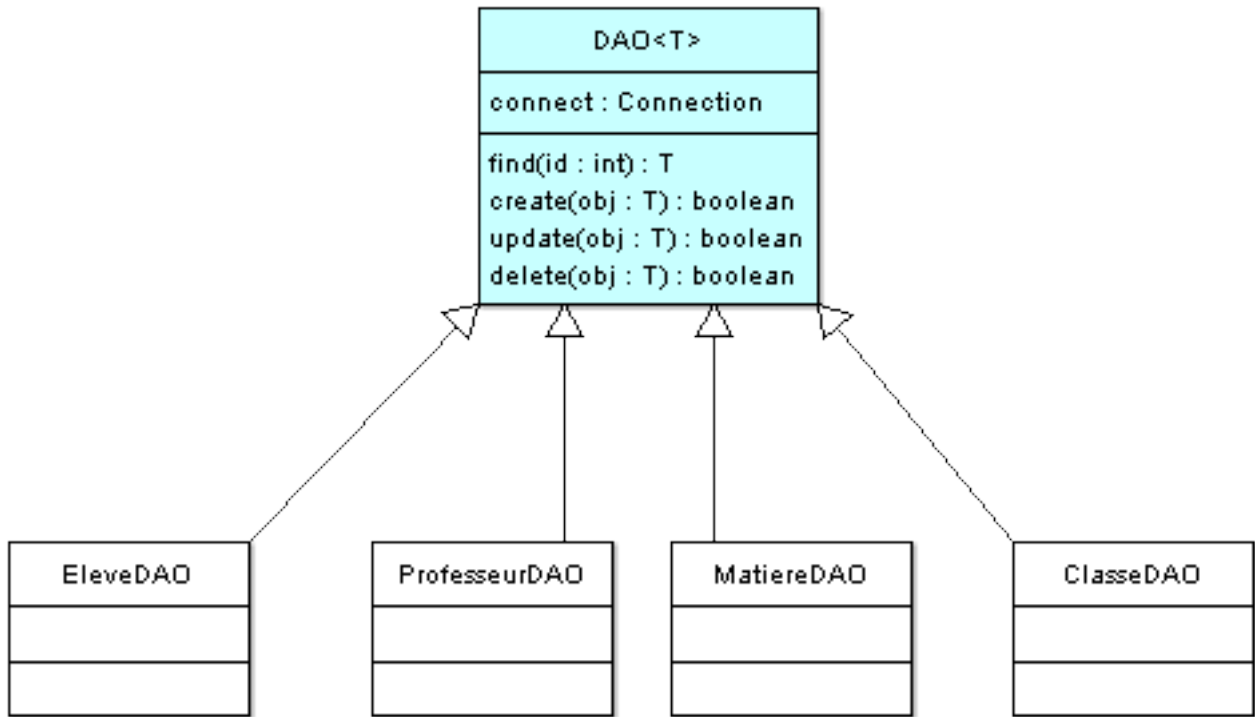 DAO<T>
connect : Connection
find(id : int) : T
create(obj : T) : boolean
update(obj : T) : boolean
delete(obj : T) : boolean
EleveDAO
ProfesseurDAO
MatiereDAO
ClasseDAO